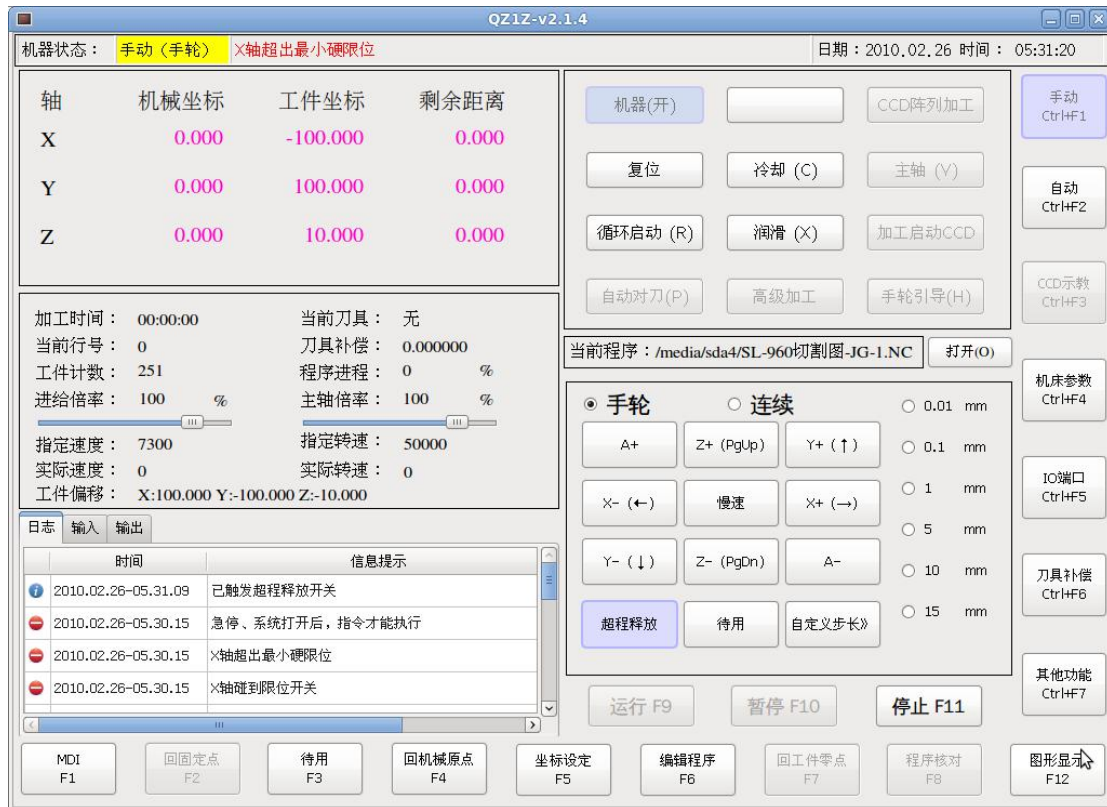 QZ1Z-v2.1.4
机器状态： 手动（手轮） X轴超出最小硬限位 日期：2010.02.26 时间： 05:31:20
轴 机械坐标 工件坐标 剩余距离
X 0.000 -100.000 0.000
Y 0.000 100.000 0.000
Z 0.000 10.000 0.000
机器(开) CCD阵列加工
复位 冷却 (C) 主轴 (V)
循环启动 (R) 润滑 (X) 加工启动CCD
自动对刀(P) 高级加工 手轮引导(H)
手动
Ctrl+F1
自动
Ctrl+F2
CCD示教
Ctrl+F3
机床参数
Ctrl+F4
IO端口
Ctrl+F5
刀具补偿
Ctrl+F6
其他功能
Ctrl+F7
加工时间： 00:00:00 当前刀具： 无
当前行号： 0 刀具补偿： 0.000000
工件计数： 251 程序进程： 0 %
进给倍率： 100 % 主轴倍率： 100 %
指定速度： 7300 指定转速： 50000
实际速度： 0 实际转速： 0
工件偏移： X:100.000 Y:-100.000 Z:-10.000
当前程序：/media/sda4/SL-960切割图-JG-1.NC 打开(O)
手轮 连续
A+ Z+ (PgUp) Y+ (↑)
X- (←) 慢速 X+ (→)
Y- (↓) Z- (PgDn) A-
超程释放 待用 自定义步长》
0.01 mm
0.1 mm
1 mm
5 mm
10 mm
15 mm
日志 输入 输出
时间 信息提示
2010.02.26-05.31.09 已触发超程释放开关
2010.02.26-05.30.15 急停、系统打开后，指令才能执行
2010.02.26-05.30.15 X轴超出最小硬限位
2010.02.26-05.30.15 X轴碰到限位开关
运行 F9 暂停 F10 停止 F11
MDI
F1
回固定点
F2
待用
F3
回机械原点
F4
坐标设定
F5
编辑程序
F6
回工件零点
F7
程序核对
F8
图形显示
F12